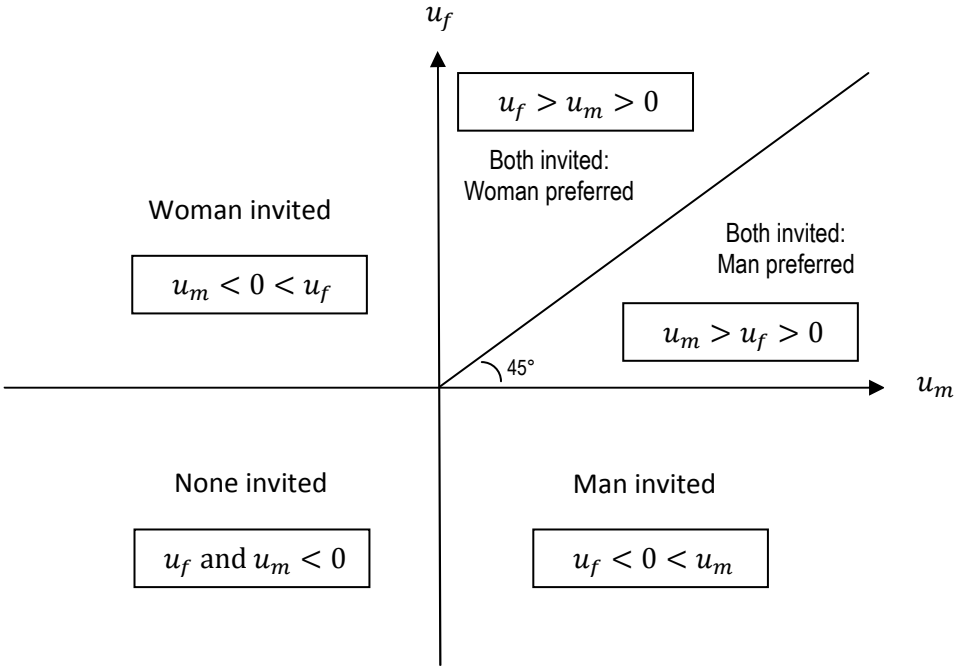 u_f
u_f > u_m > 0
Both invited:
Woman preferred
Woman invited
Both invited:
Man preferred
u_m < 0 < u_f
u_m > u_f > 0
45°
u_m
None invited
Man invited
u_f and u_m < 0
u_f < 0 < u_m